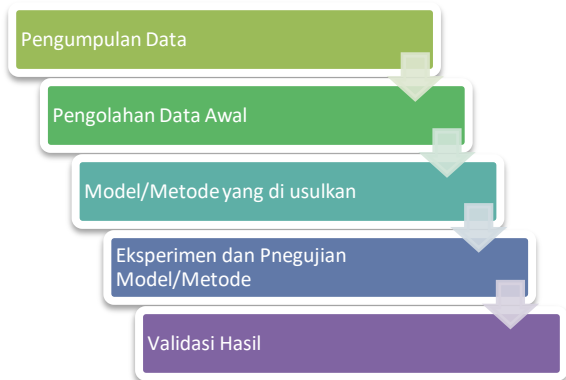 Pengumpulan Data
Pengolahan Data Awal
Model/Metode yang di usulkan
Eksperimen dan Pnegujian
Model/Metode
Validasi Hasil